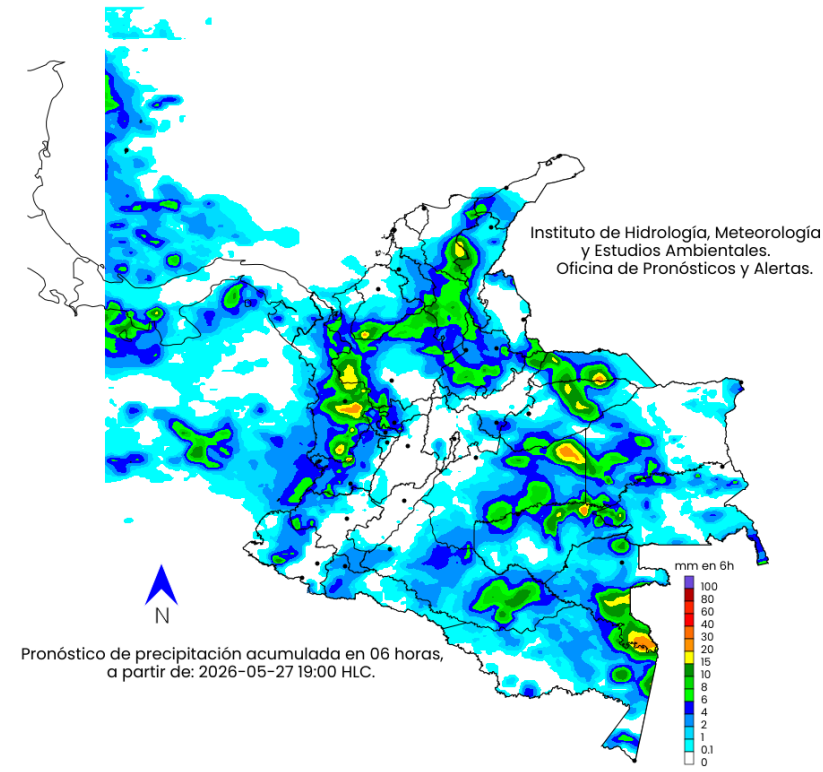 Instituto de Hidrología, Meteorología
y Estudios Ambientales.
Oficina de Pronósticos y Alertas.
N
Pronóstico de precipitación acumulada en 06 horas,
a partir de: 2026-05-27 19:00 HLC.
mm en 6h
100
80
60
40
30
20
15
10
8
6
4
2
1
0.1
0